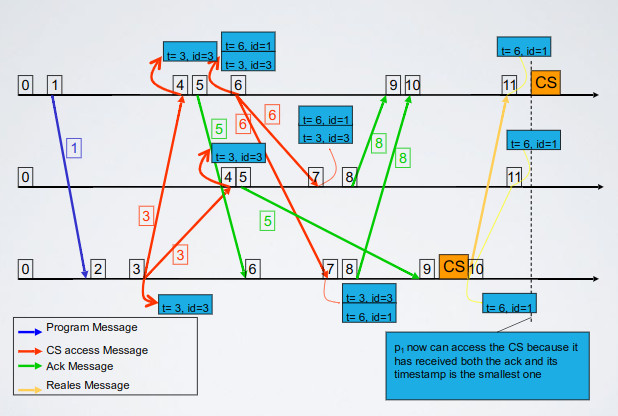 t= 3, id=3
t= 6, id=1
t= 3, id=3
t= 6, id=1
0
1
4
5
6
9
10
11
CS
5
6
6
t= 6, id=1
t= 3, id=3
t= 6, id=1
1
8
8
t= 3, id=3
0
4
5
7
8
11
3
3
5
0
2
3
6
7
8
9
CS
10
t= 3, id=3
t= 3, id=3
t= 6, id=1
t= 6, id=1
Program Message
CS access Message
Ack Message
Reales Message
p1 now can access the CS because it
has received both the ack and its
timestamp is the smallest one